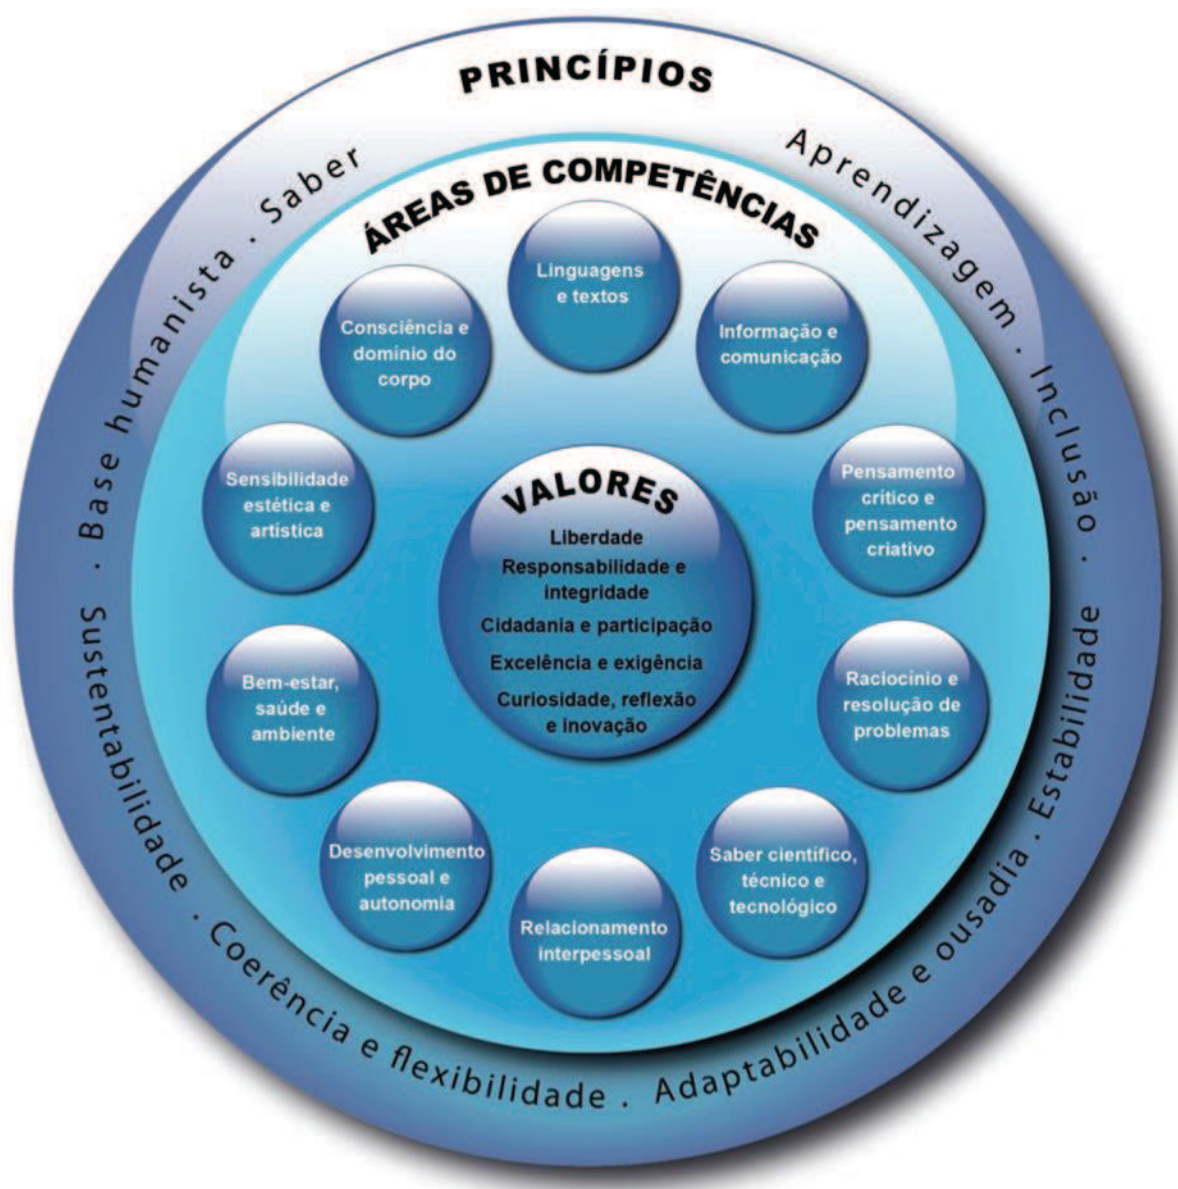 PRINCÍPIOS
Base humanista . Saber
Aprendizagem . Inclusão .
Sustentabilidade . Coerência e flexibilidade . Adaptabilidade e ousadia . Estabilidade .
ÁREAS DE COMPETÊNCIAS
Linguagens
e textos
Informação e
comunicação
Pensamento
crítico e
pensamento
criativo
Raciocínio e
resolução de
problemas
Saber científico,
técnico e
tecnológico
Relacionamento
interpessoal
Desenvolvimento
pessoal e
autonomia
Bem-estar,
saúde e
ambiente
Sensibilidade
estética e
artística
Consciência e
domínio do
corpo
VALORES
Liberdade
Responsabilidade e
integridade
Cidadania e participação
Excelência e exigência
Curiosidade, reflexão
e inovação